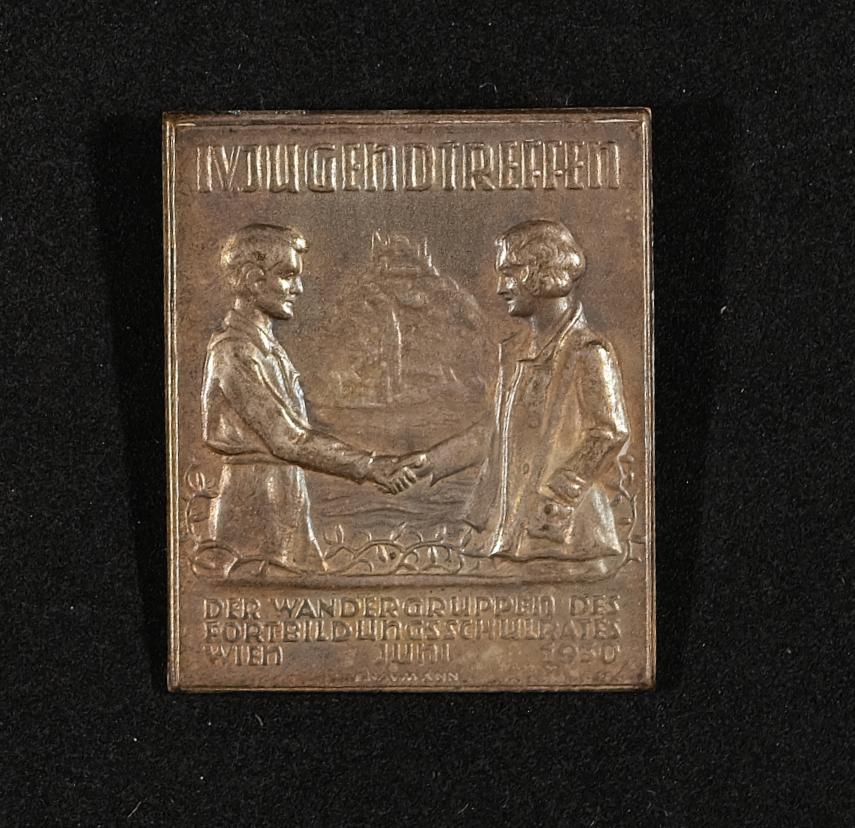 IV JUGENDTREFFEN
DER WANDERGRUPPEN DES
FORTBILDUNGSSCHULRATES
WIEN JUNI 1930